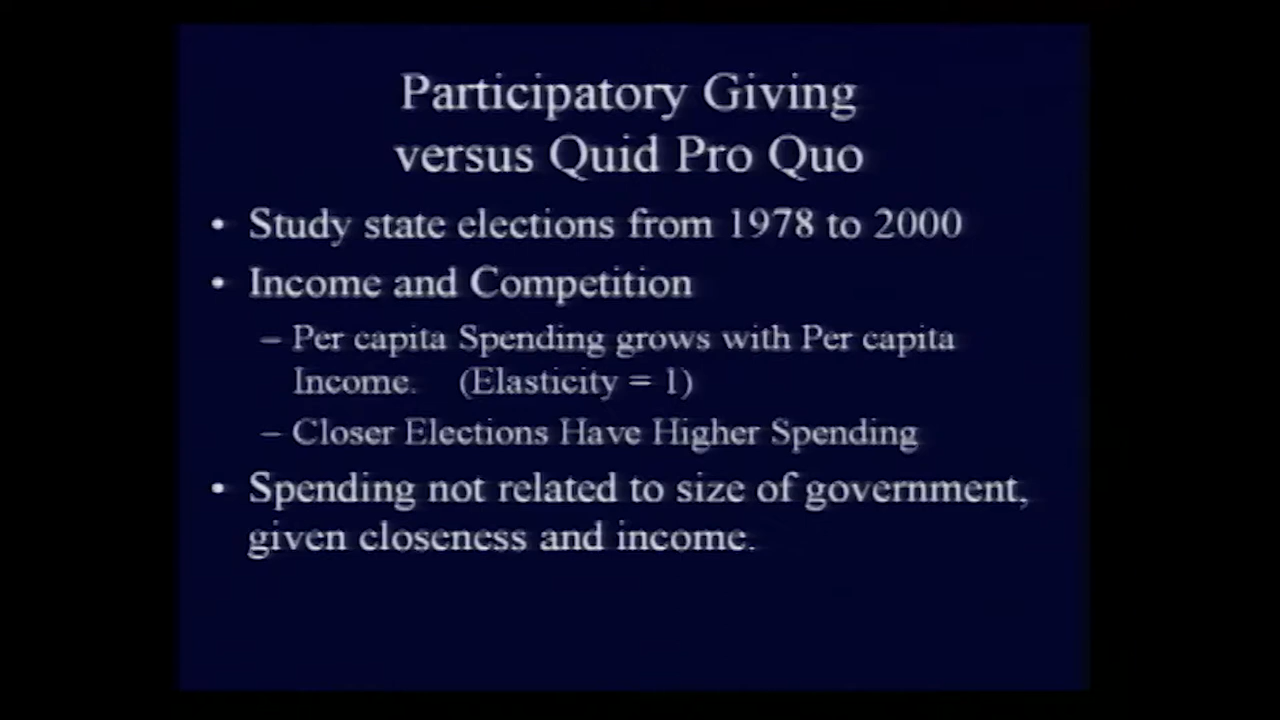 Participatory Giving
versus Quid Pro Quo
• Study state elections from 1978 to 2000
• Income and Competition
– Per capita Spending grows with Per capita
Income. (Elasticity = 1)
– Closer Elections Have Higher Spending
• Spending not related to size of government,
given closeness and income.